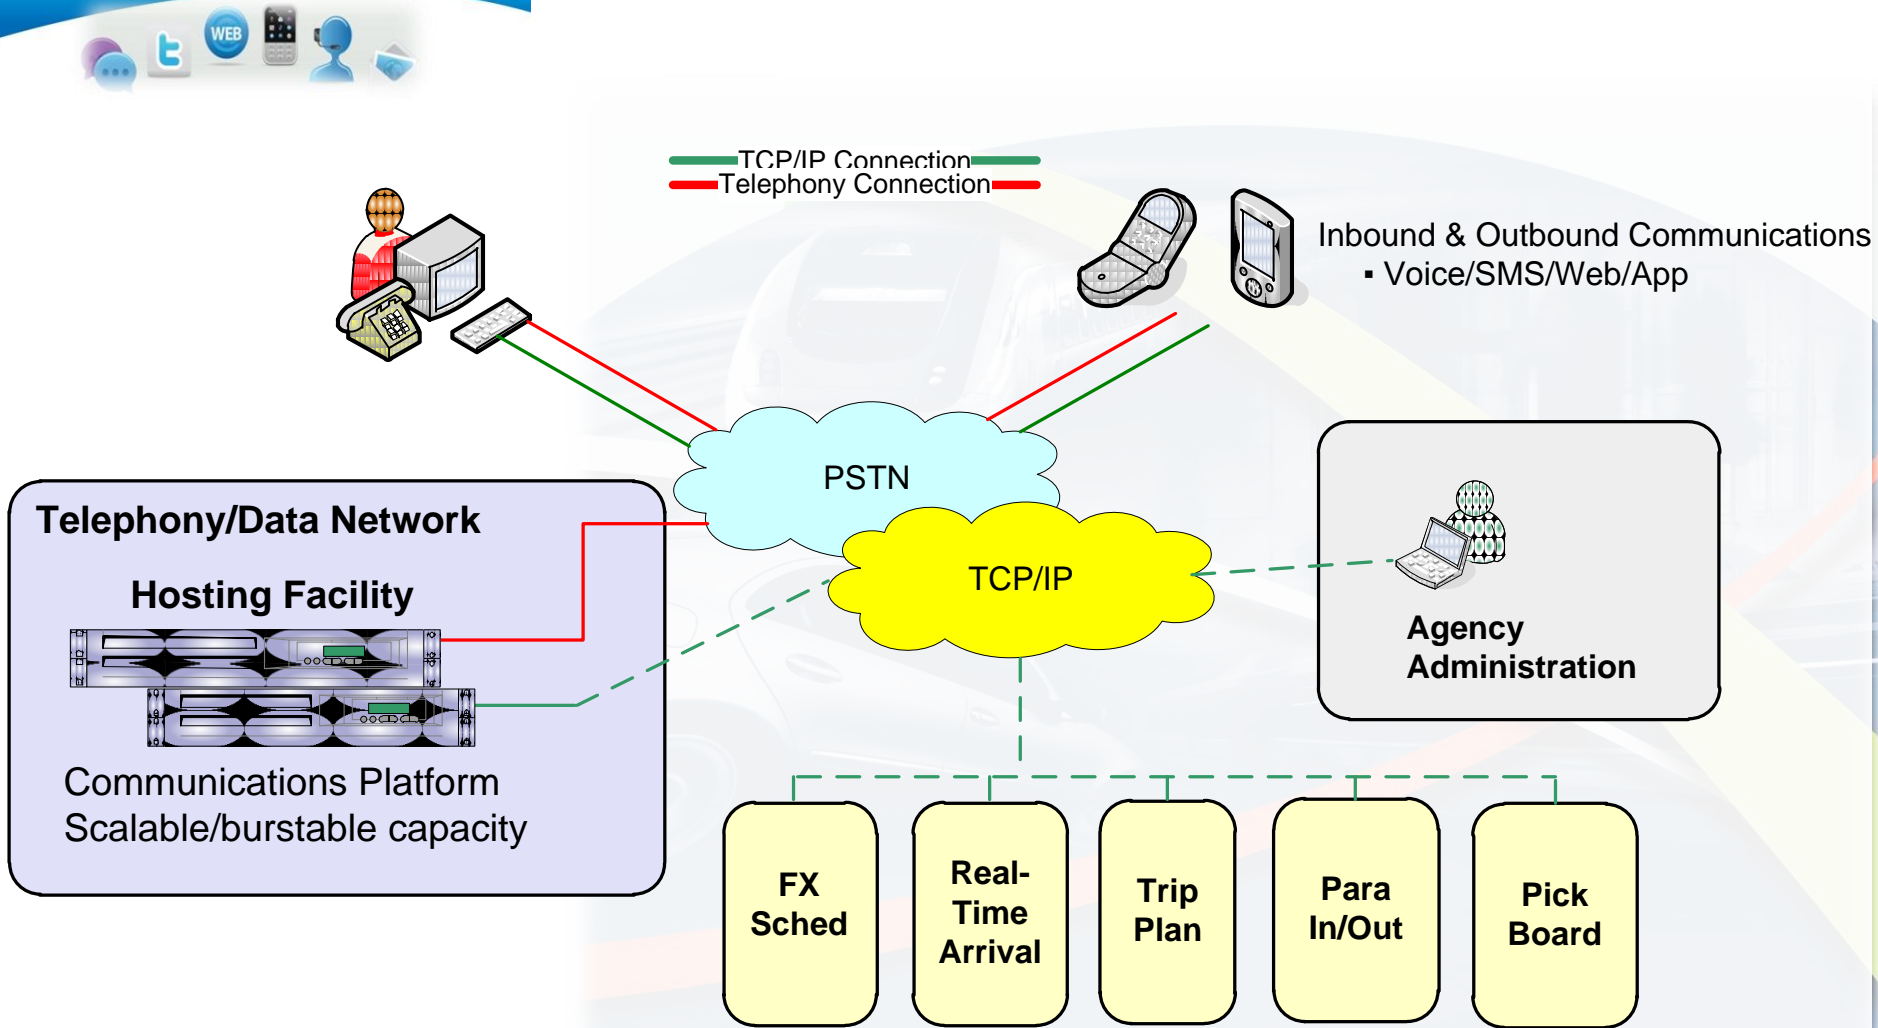 WEB
TCP/IP Connection
Telephony Connection
Inbound & Outbound Communications
▪ Voice/SMS/Web/App
PSTN
TCP/IP
Telephony/Data Network
Hosting Facility
Communications Platform
Scalable/burstable capacity
Agency
Administration
FX
Sched
Real-
Time
Arrival
Trip
Plan
Para
In/Out
Pick
Board